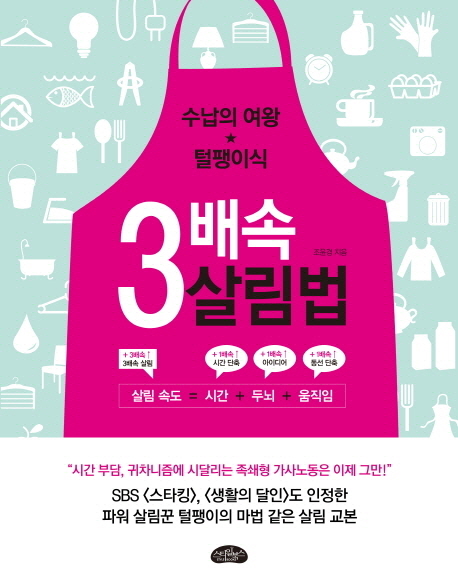 수납의 여왕
★
털팽이식
3배속
살림법
조윤경 지음
+ 3배속↑
3배속 살림
+ 1배속↑
시간 단축
+ 1배속↑
아이디어
+ 1배속↑
동선 단축
살림 속도 = 시간 + 두뇌 + 움직임
“시간 부담, 귀차니즘에 시달리는 족쇄형 가사노동은 이제 그만!”
SBS 〈스타킹〉, 〈생활의 달인〉도 인정한
파워 살림꾼 털팽이의 마법 같은 살림 교본
스타일북스